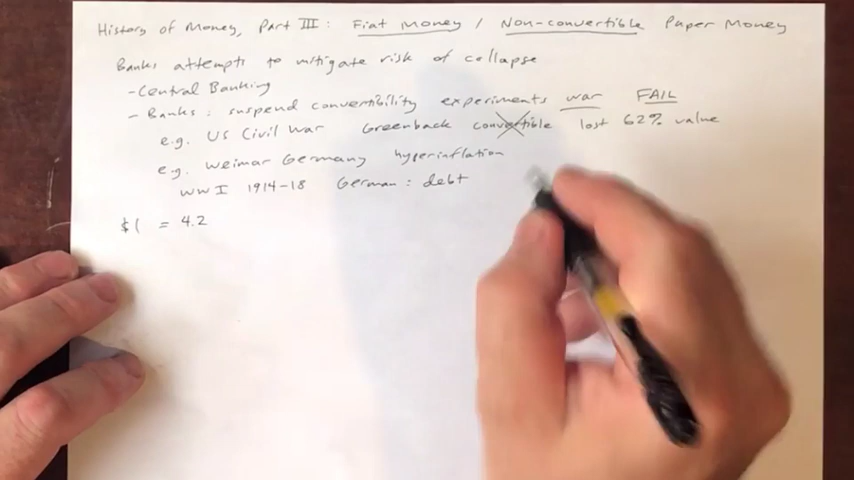 History of Money, Part III: Fiat Money / Non-convertible Paper Money
Banks attempts to mitigate risk of collapse
- Central Banking
- Banks: suspend convertibility experiments war FAIL
e.g. US Civil War Greenback convertible lost 62% value
e.g. Weimar Germany hyperinflation
WWI 1914-18 German: debt
$1 = 4.2